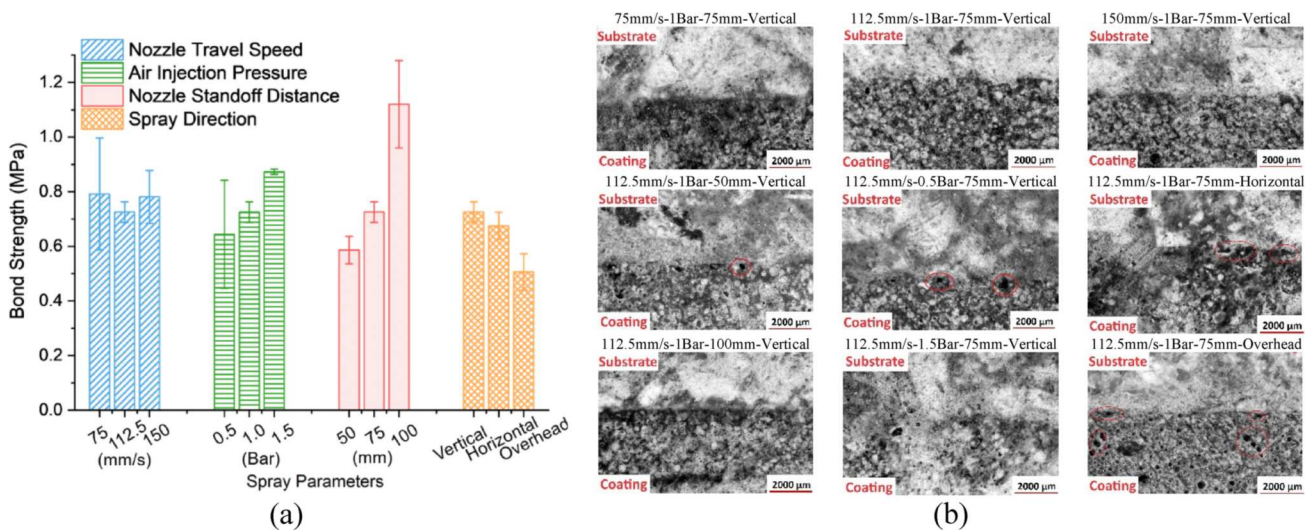 Nozzle Travel Speed
Air Injection Pressure
Nozzle Standoff Distance
Spray Direction
Bond Strength (MPa)
1.2
1.0
0.8
0.6
0.4
0.2
0.0
75 112.5 150
0.5 1.0 1.5
50 75 100
Vertical Horizontal Overhead
(mm/s) (Bar) (mm)
Spray Parameters
(a)
75mm/s-1Bar-75mm-Vertical
Substrate
Coating
2000 µm
112.5mm/s-1Bar-75mm-Vertical
Substrate
Coating
2000 µm
150mm/s-1Bar-75mm-Vertical
Substrate
Coating
2000 µm
112.5mm/s-1Bar-50mm-Vertical
Substrate
Coating
2000 µm
112.5mm/s-0.5Bar-75mm-Vertical
Substrate
Coating
2000 µm
112.5mm/s-1Bar-75mm-Horizontal
Substrate
Coating
2000 µm
112.5mm/s-1Bar-100mm-Vertical
Substrate
Coating
2000 µm
112.5mm/s-1.5Bar-75mm-Vertical
Substrate
Coating
2000 µm
112.5mm/s-1Bar-75mm-Overhead
Substrate
Coating
2000 µm
(b)